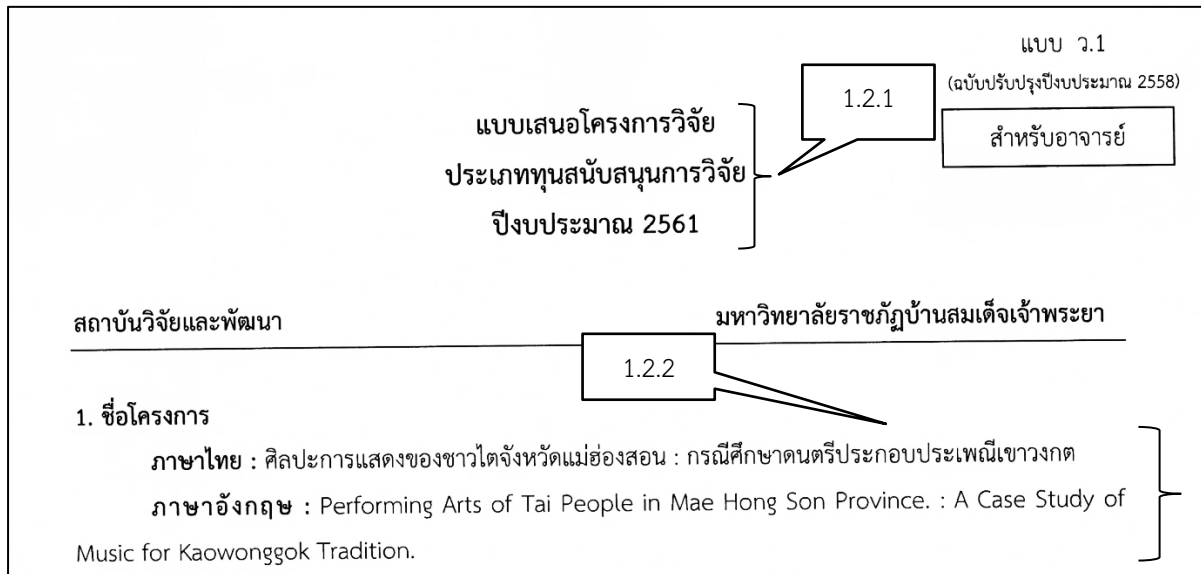 แบบ ว.1
(ฉบับปรับปรุงปีงบประมาณ 2558)
1.2.1
สำหรับอาจารย์
แบบเสนอโครงการวิจัย
ประเภททุนสนับสนุนการวิจัย
ปีงบประมาณ 2561
สถาบันวิจัยและพัฒนา มหาวิทยาลัยราชภัฏบ้านสมเด็จเจ้าพระยา
1.2.2
1. ชื่อโครงการ
ภาษาไทย : ศิลปะการแสดงของชาวไตจังหวัดแม่ฮ่องสอน : กรณีศึกษาดนตรีประกอบประเพณีเขาวงกต
ภาษาอังกฤษ : Performing Arts of Tai People in Mae Hong Son Province. : A Case Study of
Music for Kaowonggok Tradition.